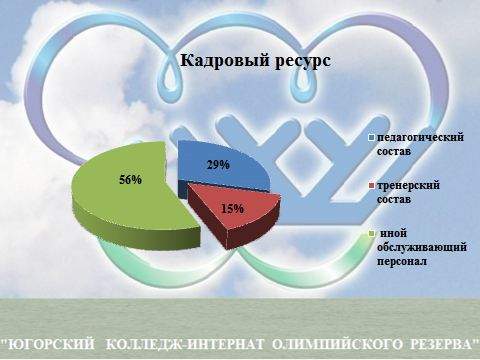 Кадровый ресурс
29%
56%
15%
педагогический
состав
тренерский
состав
иной
обслуживающий
персонал
"ЮГОРСКИЙ КОЛЛЕДЖ-ИНТЕРНАТ ОЛИМПИЙСКОГО РЕЗЕРВА"